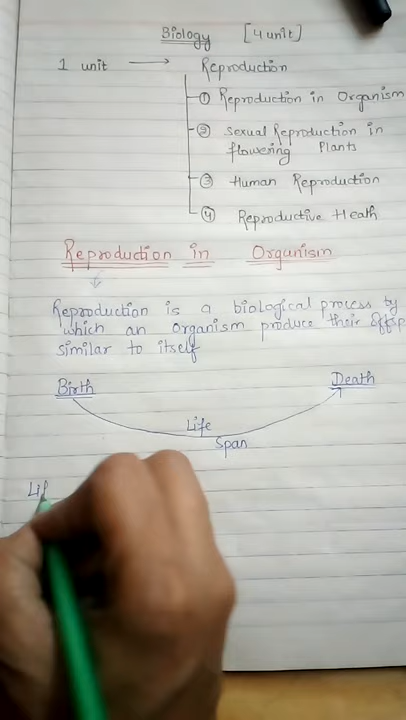 Biology [4 unit]
1 unit → Reproduction
① Reproduction in Organism
② Sexual Reproduction in
flowering Plants
③ Human Reproduction
④ Reproductive Heath
Reproduction in Organism
Reproduction is a biological process by
which an organism produce their offsp
similar to itself
Birth Death
Life
Span
Lif